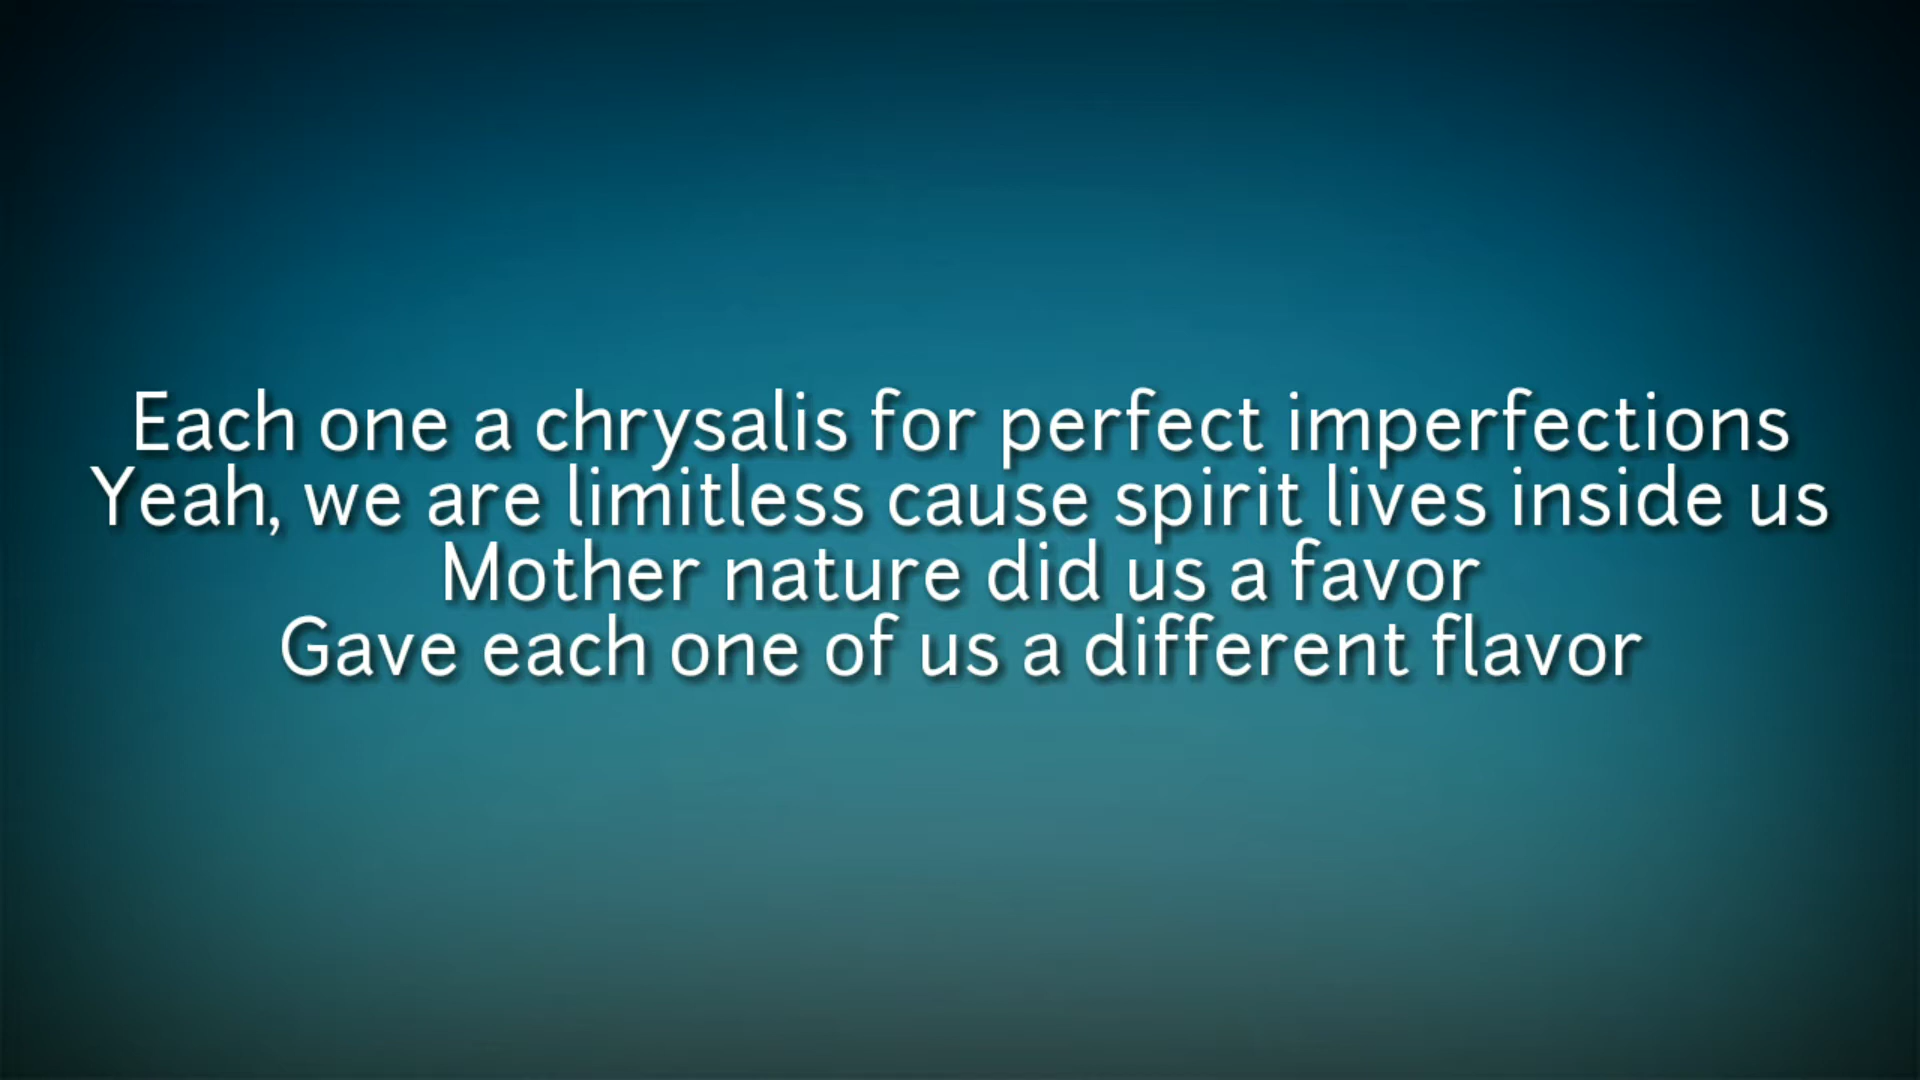 Each one a chrysalis for perfect imperfections
Yeah, we are limitless cause spirit lives inside us
Mother nature did us a favor
Gave each one of us a different flavor